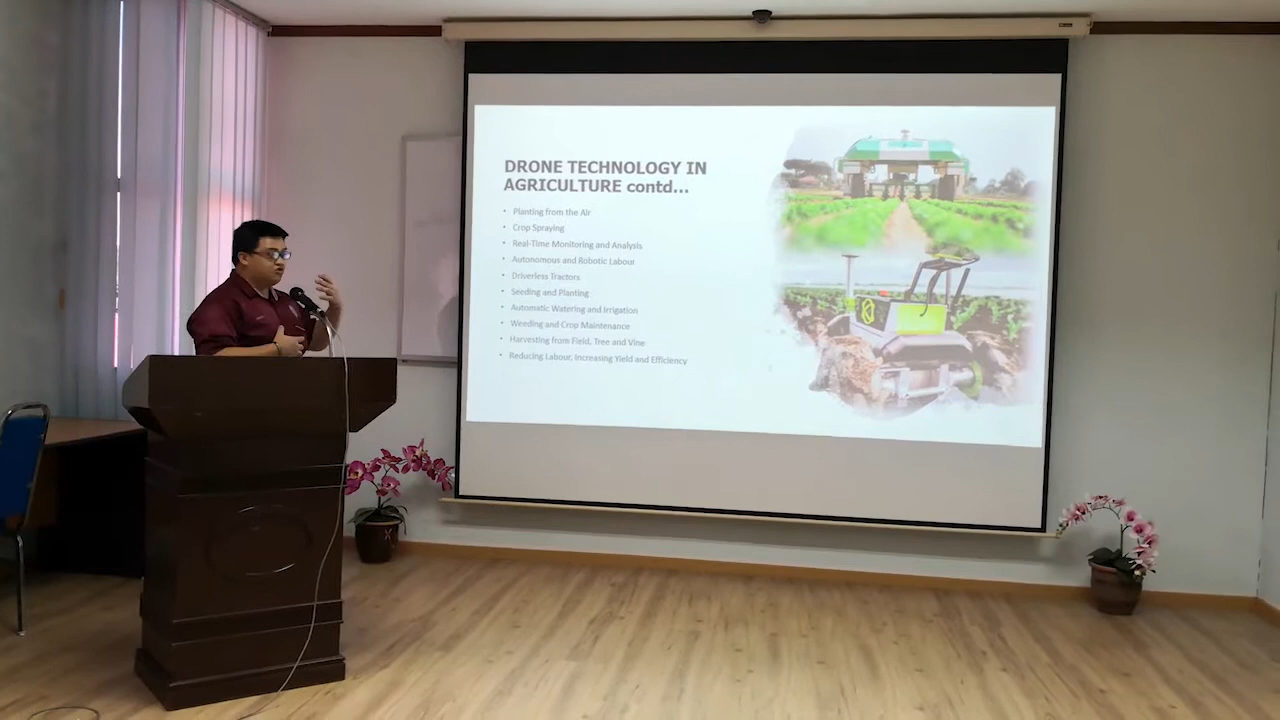 DRONE TECHNOLOGY IN
AGRICULTURE contd...
• Planting from the Air
• Crop Spraying
• Real-Time Monitoring and Analysis
• Autonomous and Robotic Labour
• Driverless Tractors
• Seeding and Planting
• Automatic Watering and Irrigation
• Weeding and Crop Maintenance
• Harvesting from Field, Tree and Vine
• Reducing Labour, Increasing Yield and Efficiency